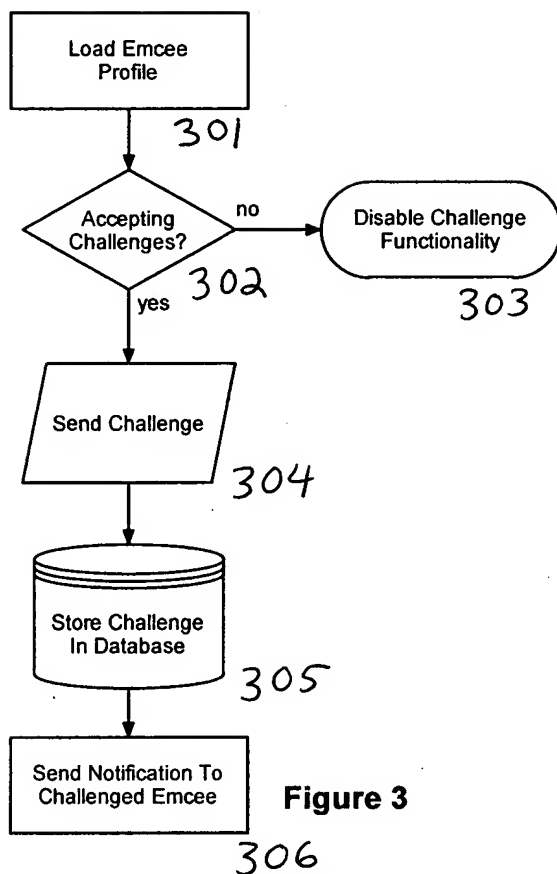 Load Emcee
Profile
301
Accepting
Challenges?
no
302
yes
Disable Challenge
Functionality
303
Send Challenge
304
Store Challenge
In Database
305
Send Notification To
Challenged Emcee
306
Figure 3